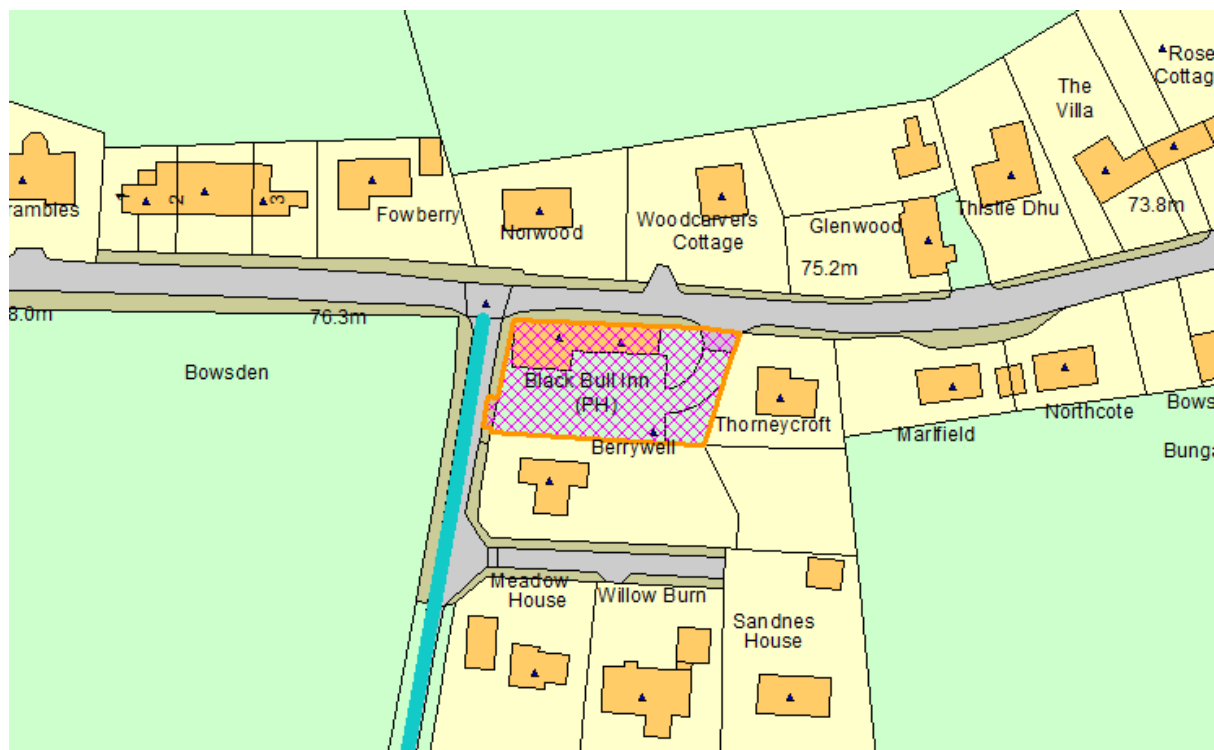 Rose
Cottag
The
Villa
rambles
1
2
3
Fowberry
Norwood
Woodcarvers
Cottage
Glenwood
Thistle Dhu
73.8m
75.2m
8.0m
76.3m
Bowsden
Black Bull Inn
(PH)
Berrywell
Thorneycroft
Marlfield
Northcote
Bows
Bunga
Meadow
House
Willow Burn
Sandnes
House